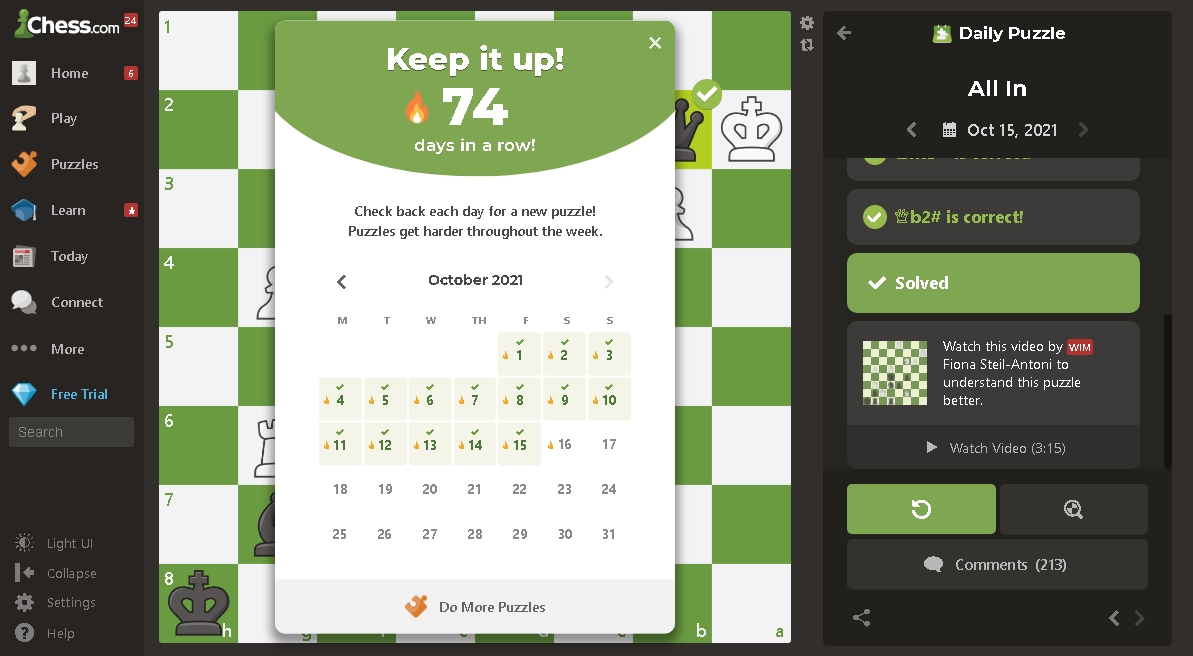 Chess.com 24
Home 6
Play
Puzzles
Learn
Today
Connect
More
Free Trial
Search
Light UI
Collapse
Settings
Help
1
2
3
4
5
6
7
8
h
g
b
a
Keep it up!
74
days in a row!
Check back each day for a new puzzle!
Puzzles get harder throughout the week.
October 2021
M T W TH F S S
1 2 3
4 5 6 7 8 9 10
11 12 13 14 15 16 17
18 19 20 21 22 23 24
25 26 27 28 29 30 31
Do More Puzzles
Daily Puzzle
All In
Oct 15, 2021
is correct!
♕b2# is correct!
Solved
Watch this video by WIM
Fiona Steil-Antoni to
understand this puzzle
better.
Watch Video (3:15)
Comments (213)